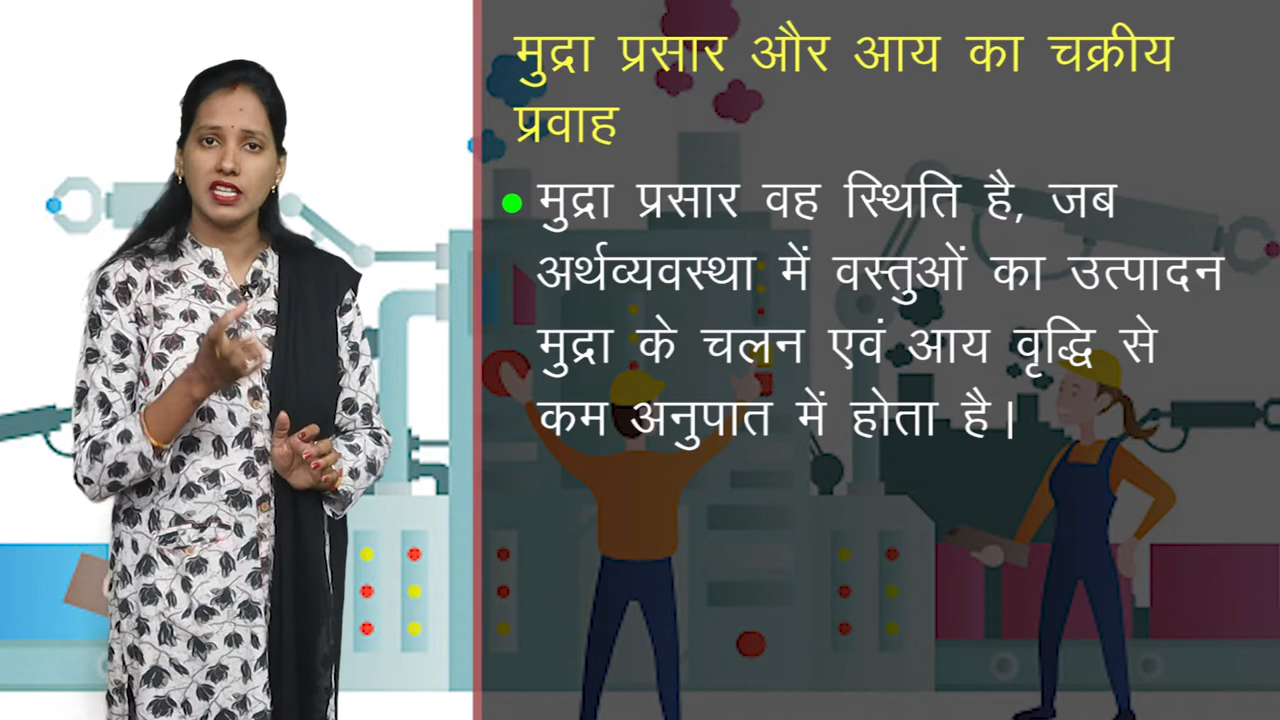 मुद्रा प्रसार और आय का चक्रीय
प्रवाह
मुद्रा प्रसार वह स्थिति है, जब
अर्थव्यवस्था में वस्तुओं का उत्पादन
मुद्रा के चलन एवं आय वृद्धि से
कम अनुपात में होता है।